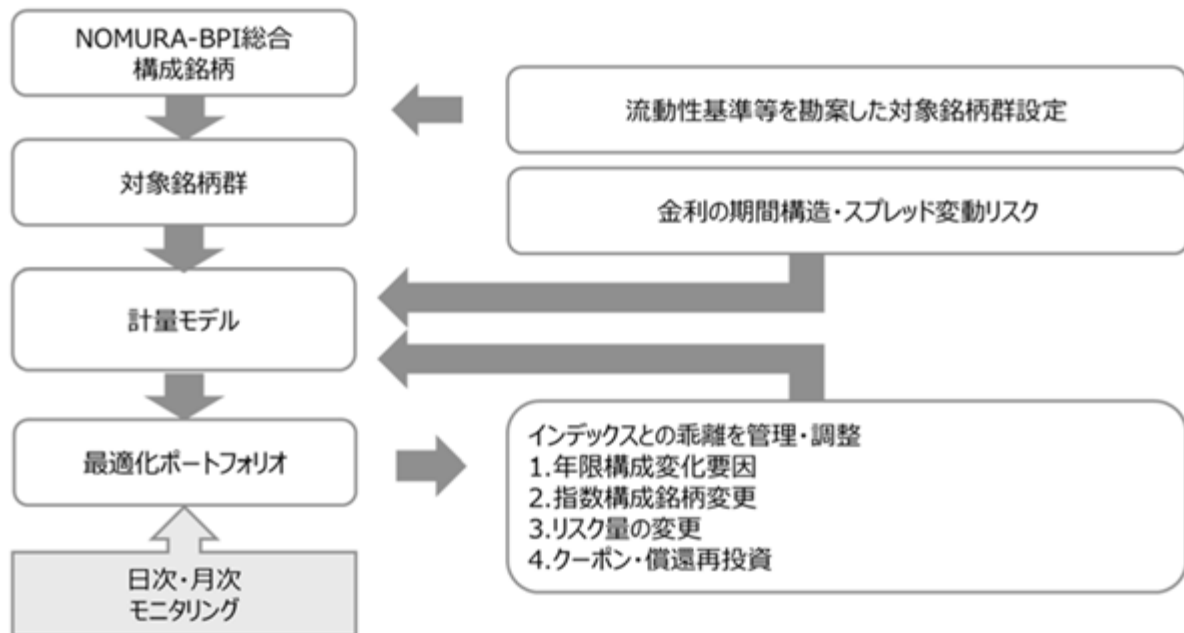 NOMURA-BPI総合
構成銘柄
流動性基準等を勘案した対象銘柄群設定
対象銘柄群
金利の期間構造・スプレッド変動リスク
計量モデル
最適化ポートフォリオ
インデックスとの乖離を管理・調整
1.年限構成変化要因
2.指数構成銘柄変更
3.リスク量の変更
4.クーポン・償還再投資
日次・月次
モニタリング